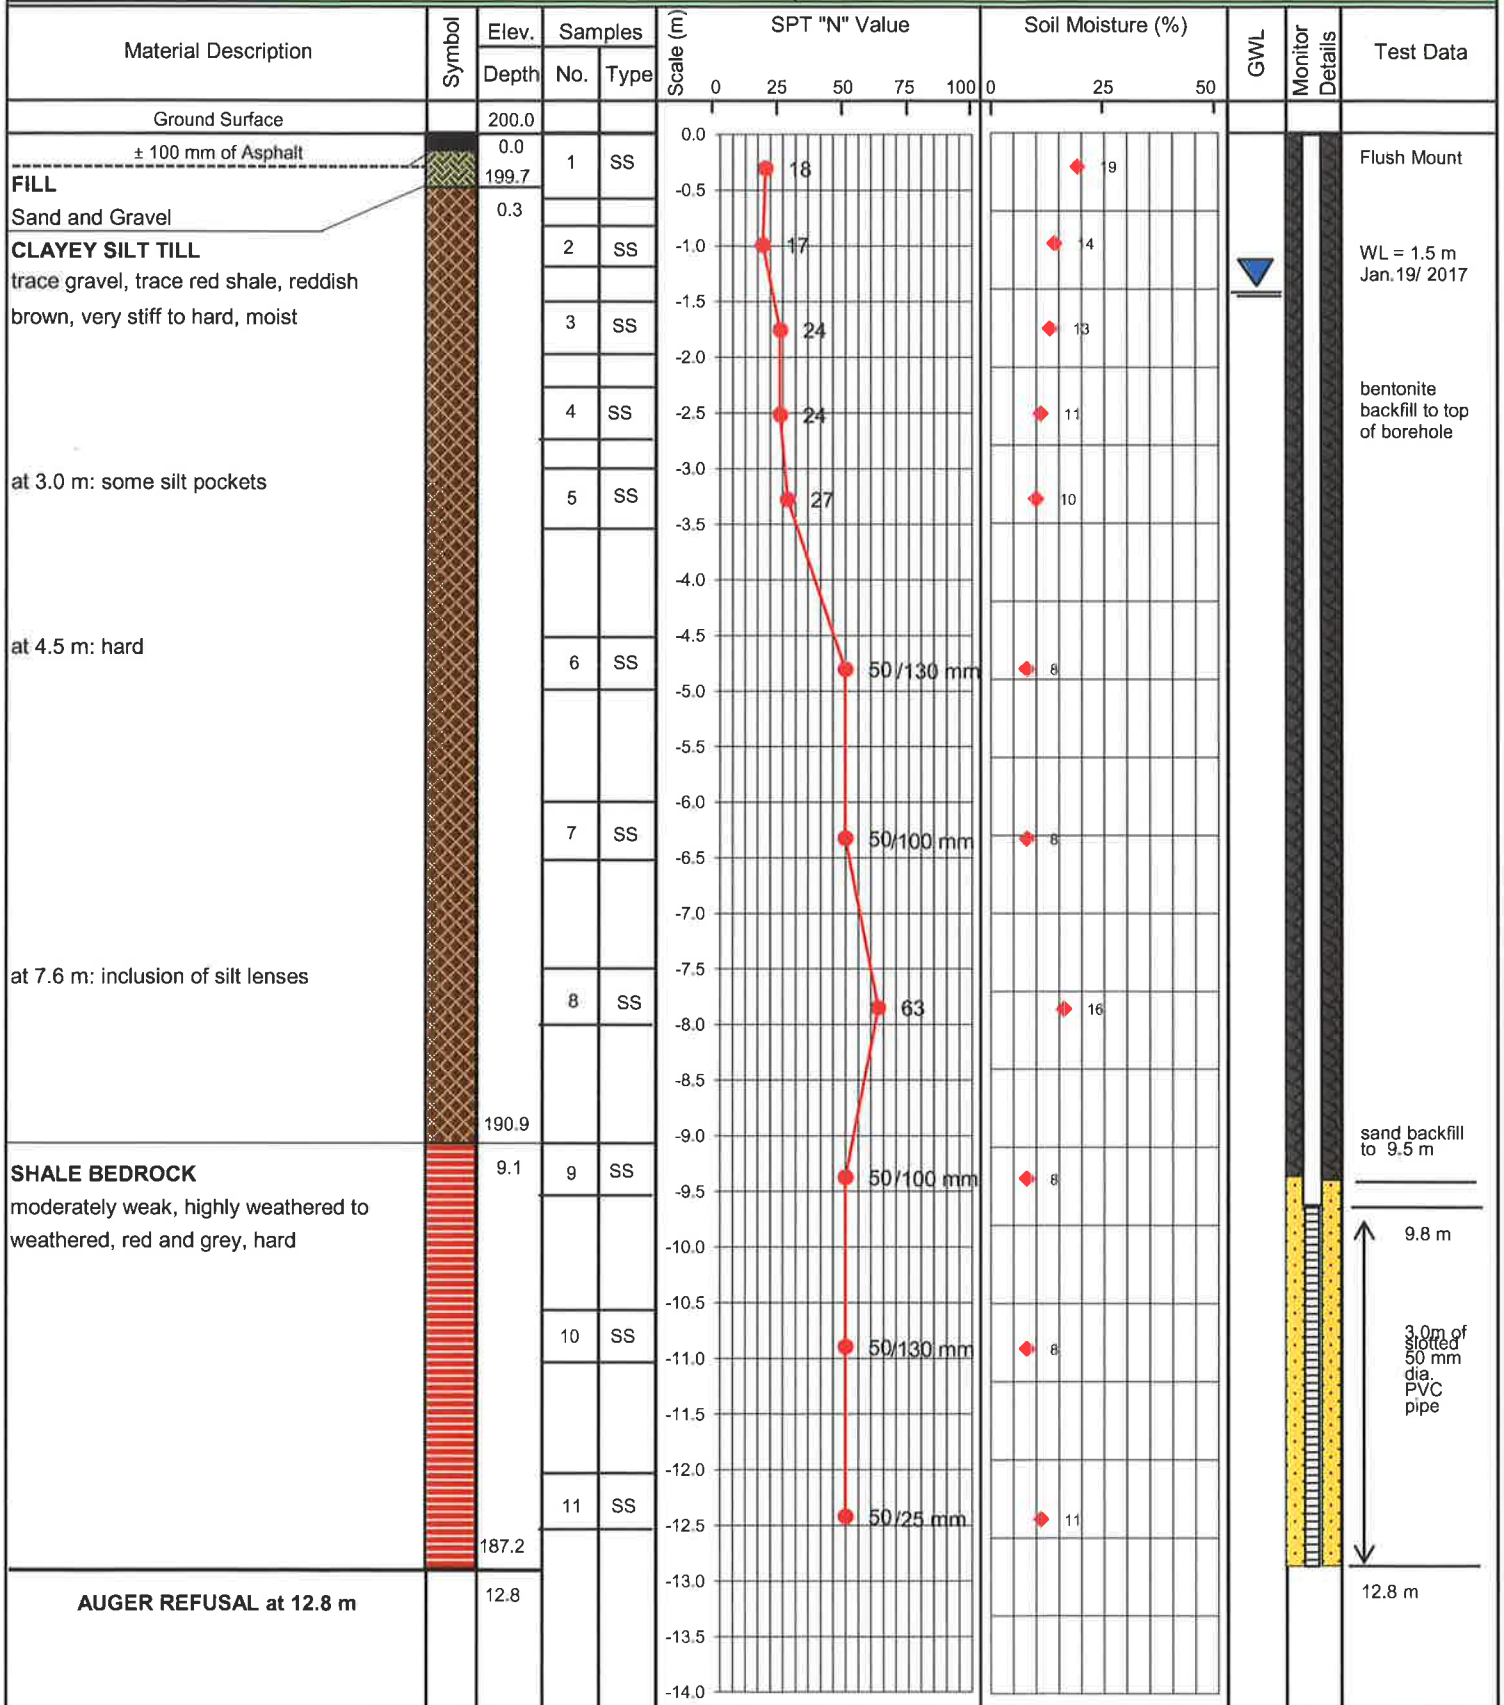 Material Description
Symbol
Elev.
Depth
Samples
No.
Type
Scale (m)
SPT "N" Value
0 25 50 75 100
Soil Moisture (%)
0 25 50
GWL
Monitor
Details
Test Data
Ground Surface
200.0
± 100 mm of Asphalt
0.0
199.7
FILL
Sand and Gravel
0.3
CLAYEY SILT TILL
trace gravel, trace red shale, reddish
brown, very stiff to hard, moist
at 3.0 m: some silt pockets
at 4.5 m: hard
at 7.6 m: inclusion of silt lenses
190.9
9.1
SHALE BEDROCK
moderately weak, highly weathered to
weathered, red and grey, hard
187.2
12.8
AUGER REFUSAL at 12.8 m
1 SS
2 SS
3 SS
4 SS
5 SS
6 SS
7 SS
8 SS
9 SS
10 SS
11 SS
0.0
-0.5
-1.0
-1.5
-2.0
-2.5
-3.0
-3.5
-4.0
-4.5
-5.0
-5.5
-6.0
-6.5
-7.0
-7.5
-8.0
-8.5
-9.0
-9.5
-10.0
-10.5
-11.0
-11.5
-12.0
-12.5
-13.0
-13.5
-14.0
18
17
24
24
27
50/130 mm
50/100 mm
63
50/100 mm
50/130 mm
50/25 mm
19
14
13
11
10
8
8
16
8
8
11
Flush Mount
WL = 1.5 m
Jan.19/ 2017
bentonite
backfill to top
of borehole
sand backfill
to 9.5 m
9.8 m
3.0m of
slotted
50 mm
dia.
PVC
pipe
12.8 m